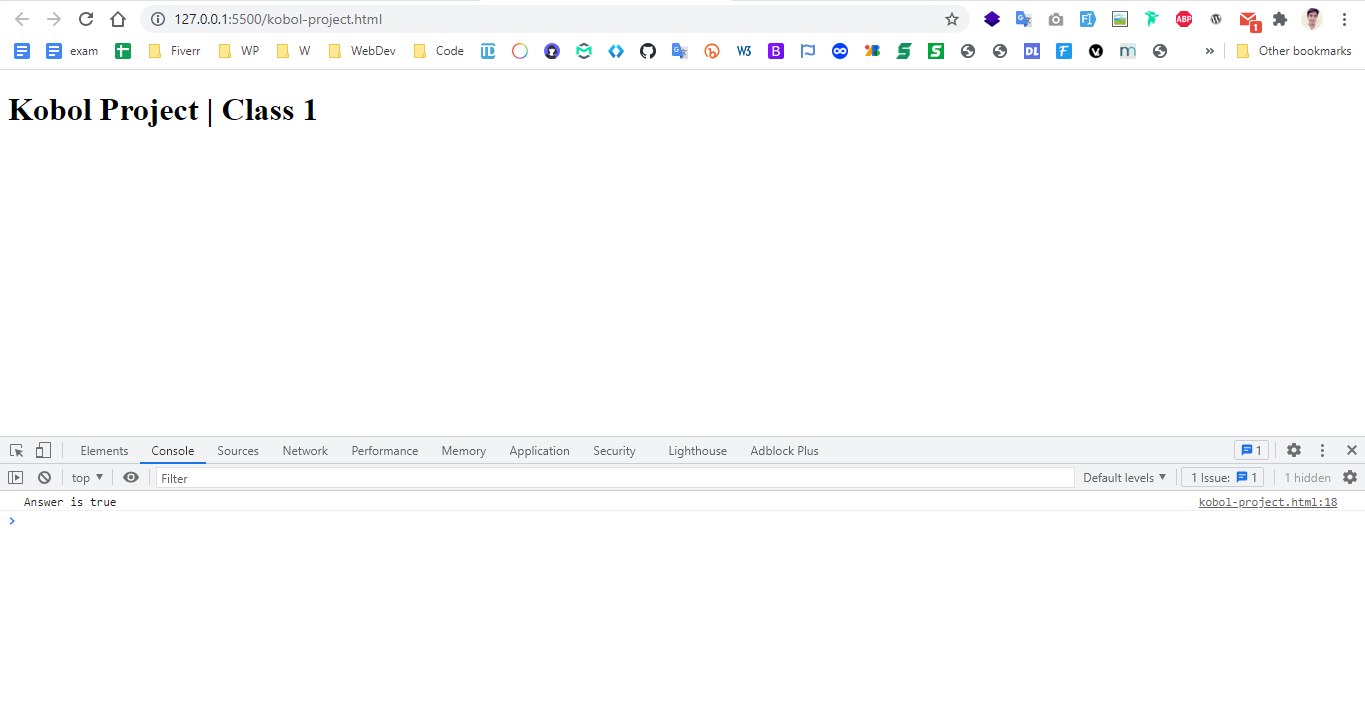 127.0.0.1:5500/kobol-project.html
1
exam Fiverr WP W WebDev Code W3 B DL F m » Other bookmarks
Kobol Project | Class 1
Elements Console Sources Network Performance Memory Application Security Lighthouse Adblock Plus 1
top Filter Default levels 1 Issue: 1 1 hidden
Answer is true kobol-project.html:18